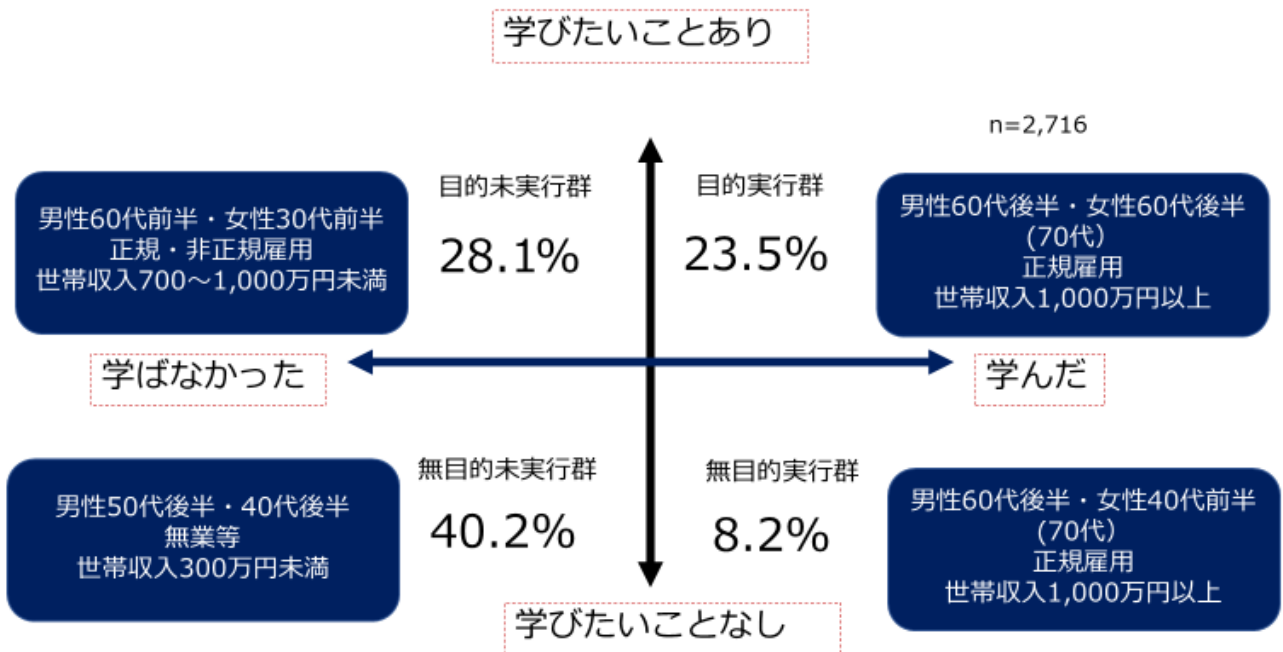 学びたいことあり
n=2,716
男性60代前半・女性30代前半
正規・非正規雇用
世帯収入700～1,000万円未満
目的未実行群
28.1%
目的実行群
23.5%
男性60代後半・女性60代後半
(70代）
正規雇用
世帯収入1,000万円以上
学ばなかった
学んだ
男性50代後半・40代後半
無業等
世帯収入300万円未満
無目的未実行群
40.2%
無目的実行群
8.2%
男性60代後半・女性40代前半
(70代）
正規雇用
世帯収入1,000万円以上
学びたいことなし